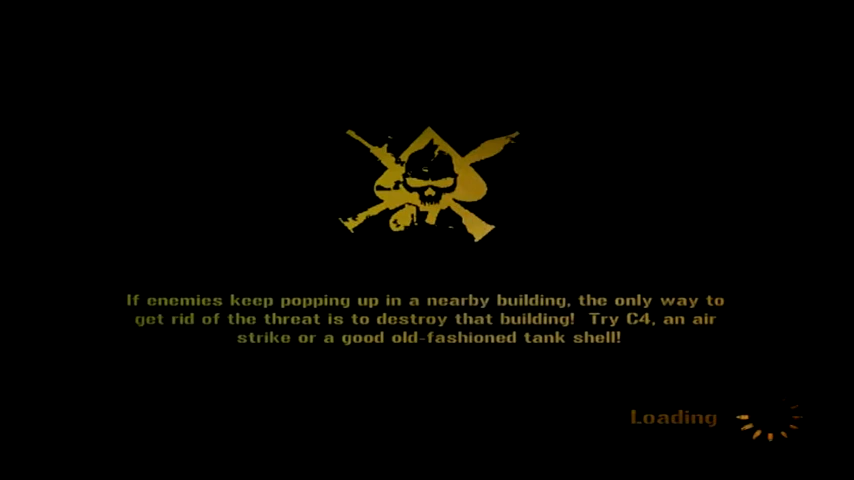 If enemies keep popping up in a nearby building, the only way to
get rid of the threat is to destroy that building! Try C4, an air
strike or a good old-fashioned tank shell!
Loading